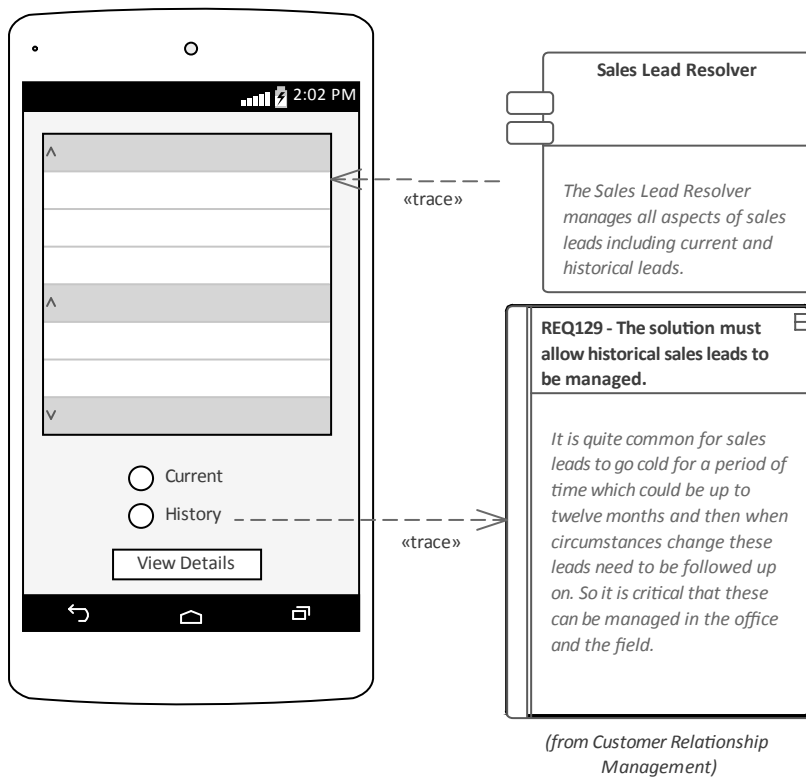 2:02 PM
Current
History
View Details
«trace»
«trace»
Sales Lead Resolver
The Sales Lead Resolver
manages all aspects of sales
leads including current and
historical leads.
REQ129 - The solution must
allow historical sales leads to
be managed.
It is quite common for sales
leads to go cold for a period of
time which could be up to
twelve months and then when
circumstances change these
leads need to be followed up
on. So it is critical that these
can be managed in the office
and the field.
(from Customer Relationship
Management)